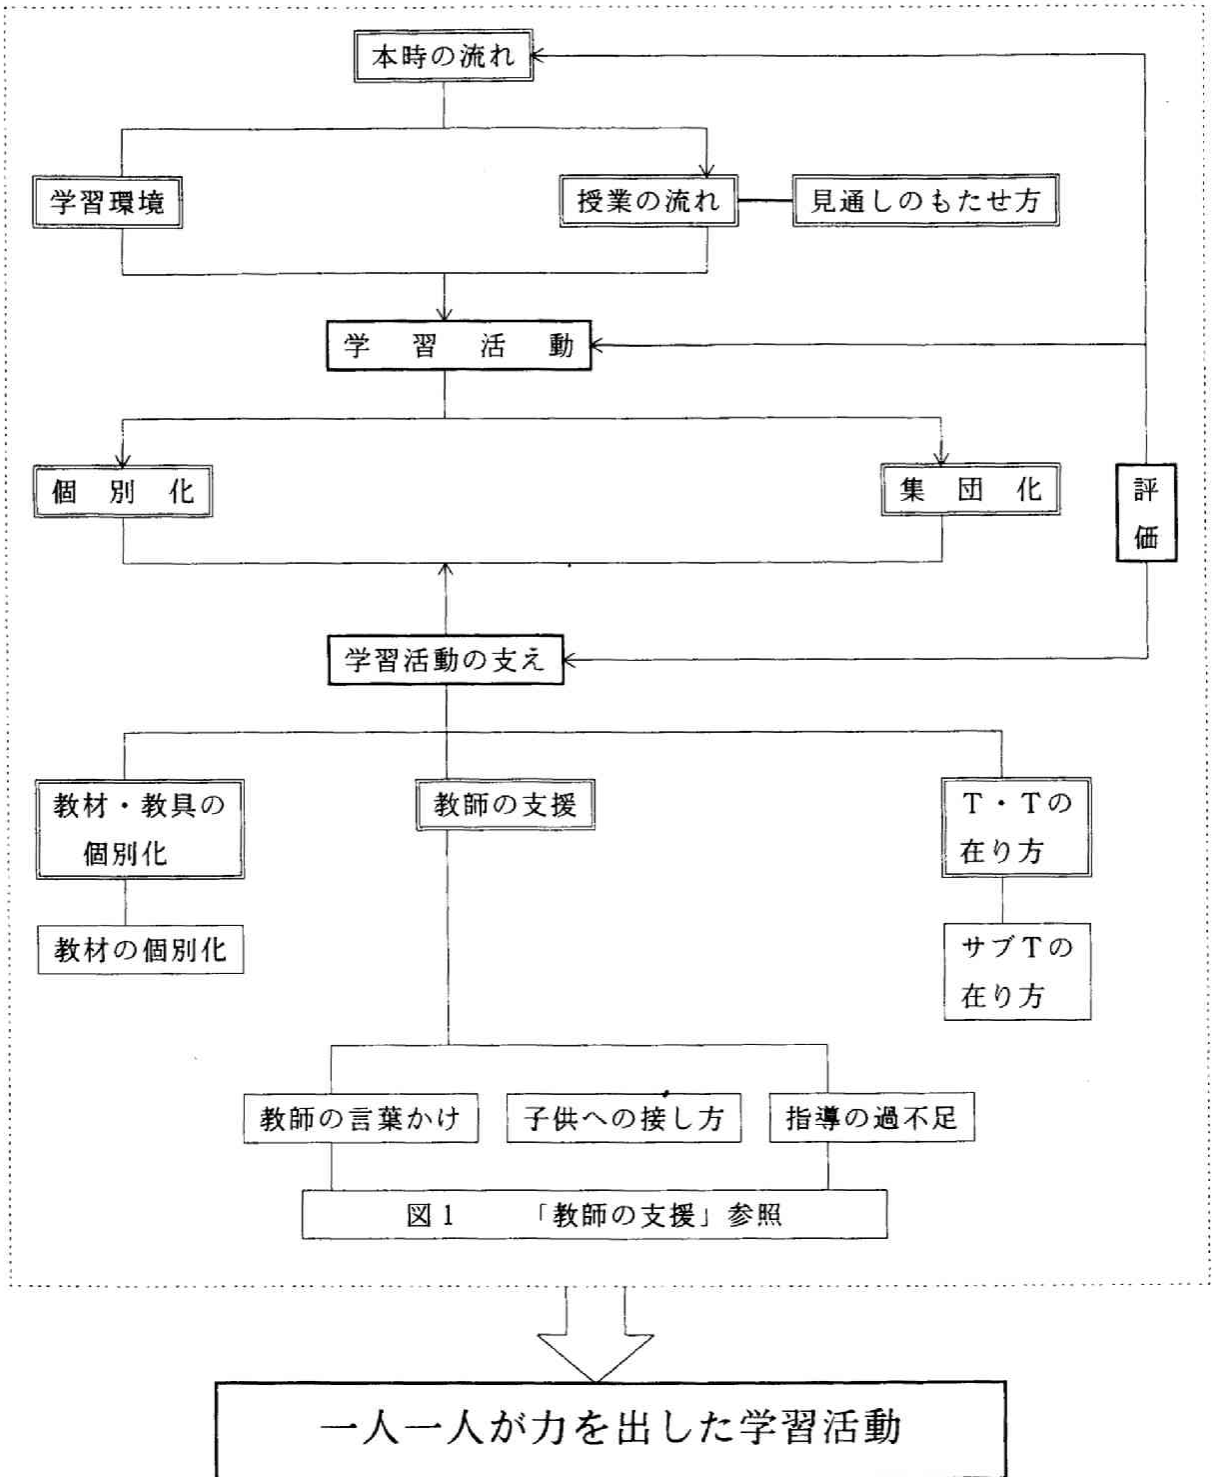 本時の流れ
学習環境
授業の流れ
見通しのもたせ方
学習活動
個別化
集団化
評
価
学習活動の支え
教材・教具の
個別化
教師の支援
T・Tの
在り方
教材の個別化
サブTの
在り方
教師の言葉かけ
子供への接し方
指導の過不足
図1 「教師の支援」参照
一人一人が力を出した学習活動